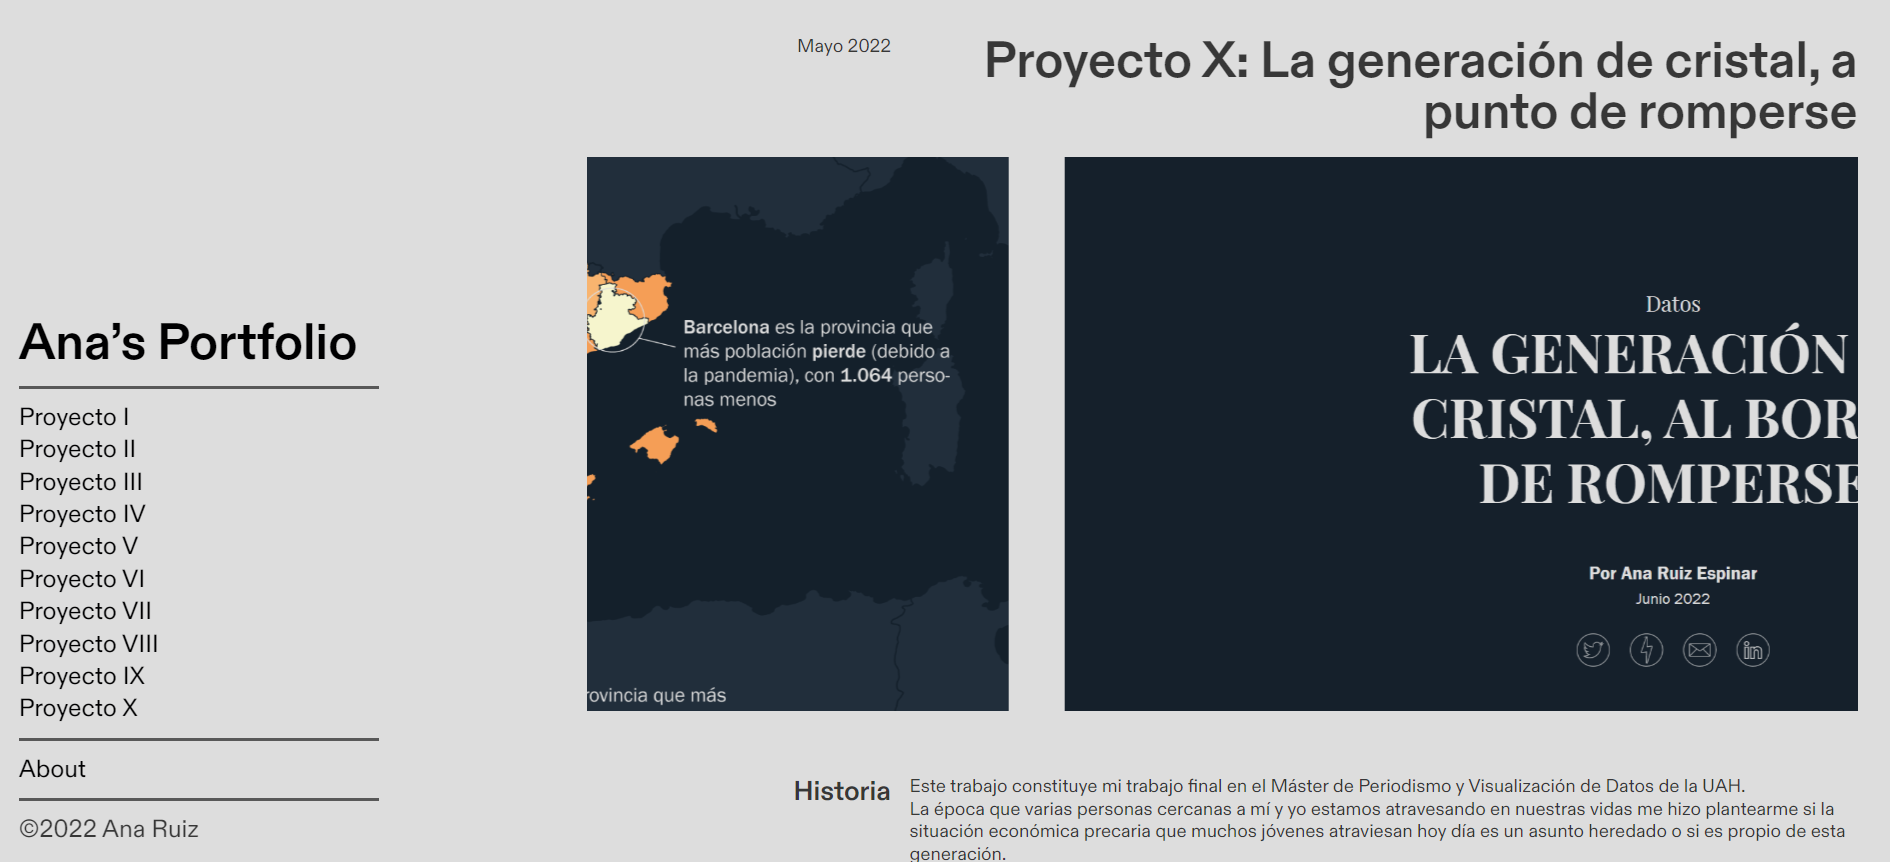 Ana’s Portfolio
Proyecto I
Proyecto II
Proyecto III
Proyecto IV
Proyecto V
Proyecto VI
Proyecto VII
Proyecto VIII
Proyecto IX
Proyecto X
About
©2022 Ana Ruiz
Mayo 2022
Proyecto X: La generación de cristal, a
punto de romperse
Barcelona es la provincia que
más población pierde (debido a
la pandemia), con 1.064 perso-
nas menos
ovincia que más
Datos
LA GENERACIÓN
CRISTAL, AL BOR
DE ROMPERSE
Por Ana Ruiz Espinar
Junio 2022
in
Historia
Este trabajo constituye mi trabajo final en el Máster de Periodismo y Visualización de Datos de la UAH.
La época que varias personas cercanas a mí y yo estamos atravesando en nuestras vidas me hizo plantearme si la
situación económica precaria que muchos jóvenes atraviesan hoy día es un asunto heredado o si es propio de esta
generación.